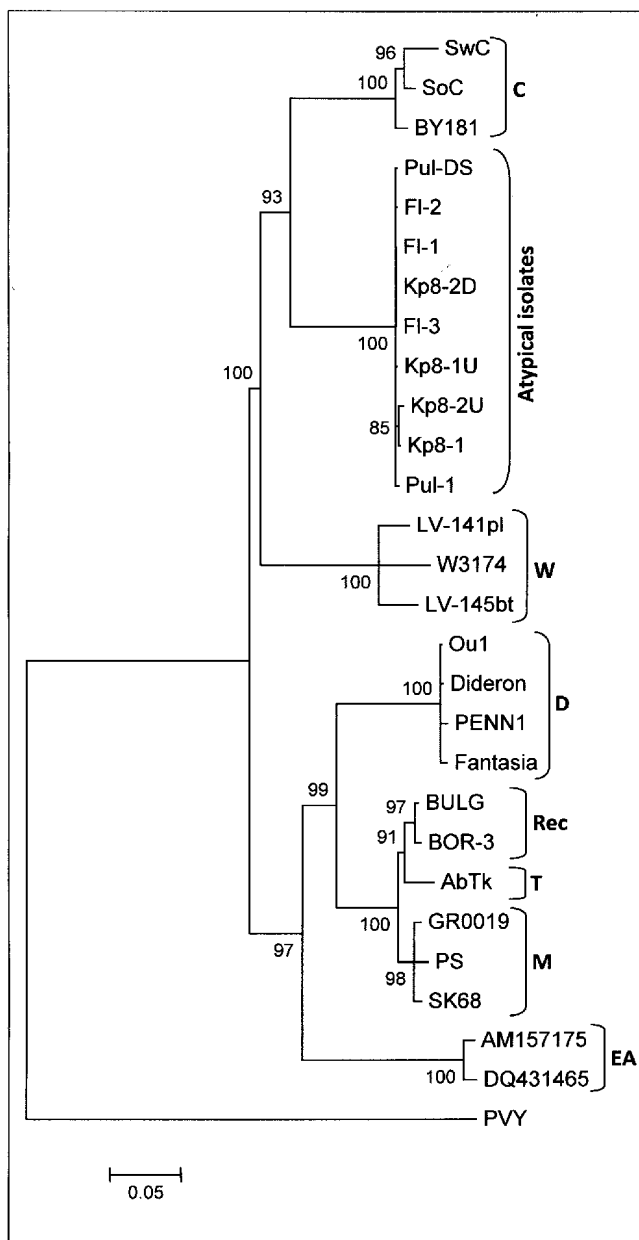 SwC
96
100
SoC
C
BY181
Pul-DS
93
Fl-2
Fl-1
Kp8-2D
Fl-3
100
Atypical isolates
100
Kp8-1U
Kp8-2U
85
Kp8-1
Pul-1
LV-141pl
W3174
W
100
LV-145bt
Ou1
100
Dideron
D
PENN1
Fantasia
99
97
BULG
Rec
91
BOR-3
AbTk
T
100
GR0019
97
98
PS
M
SK68
AM157175
EA
100
DQ431465
PVY
0.05